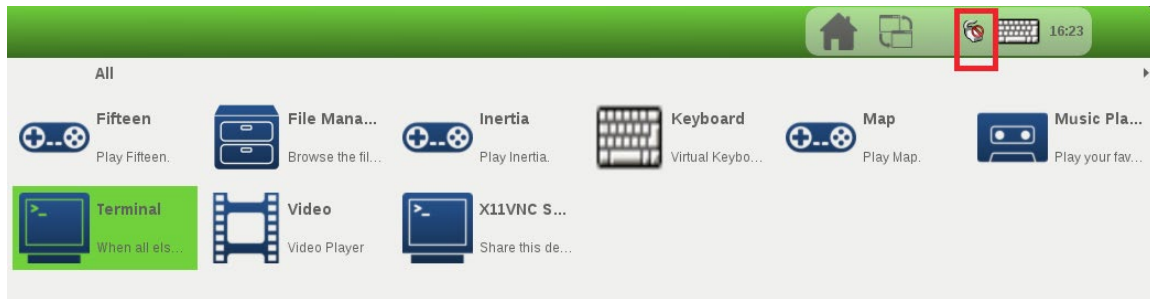 16:23
All
Fifteen
Play Fifteen.
File Mana...
Browse the fil...
Inertia
Play Inertia.
Keyboard
Virtual Keybo...
Map
Play Map.
Music Pla...
Play your fav...
Terminal
When all els...
Video
Video Player
X11VNC S...
Share this de...